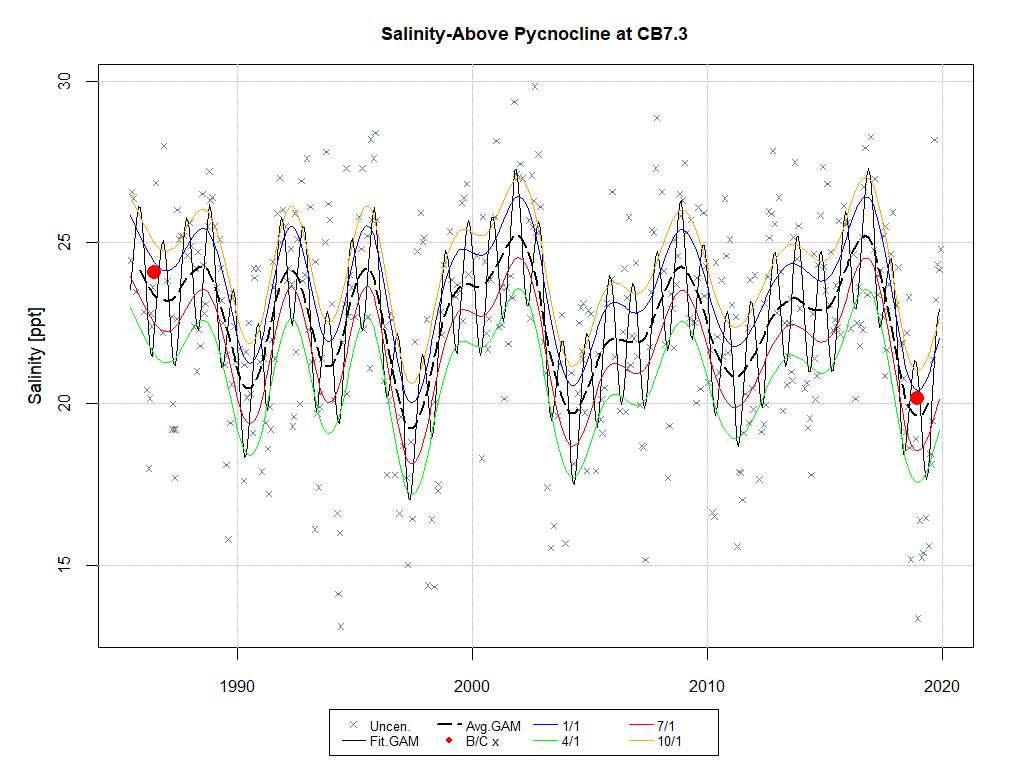 Salinity-Above Pycnocline at CB7.3
Salinity [ppt]
30
25
20
15
1990
2000
2010
2020
Uncen. Avg.GAM 1/1 7/1
Fit.GAM B/C x 4/1 10/1